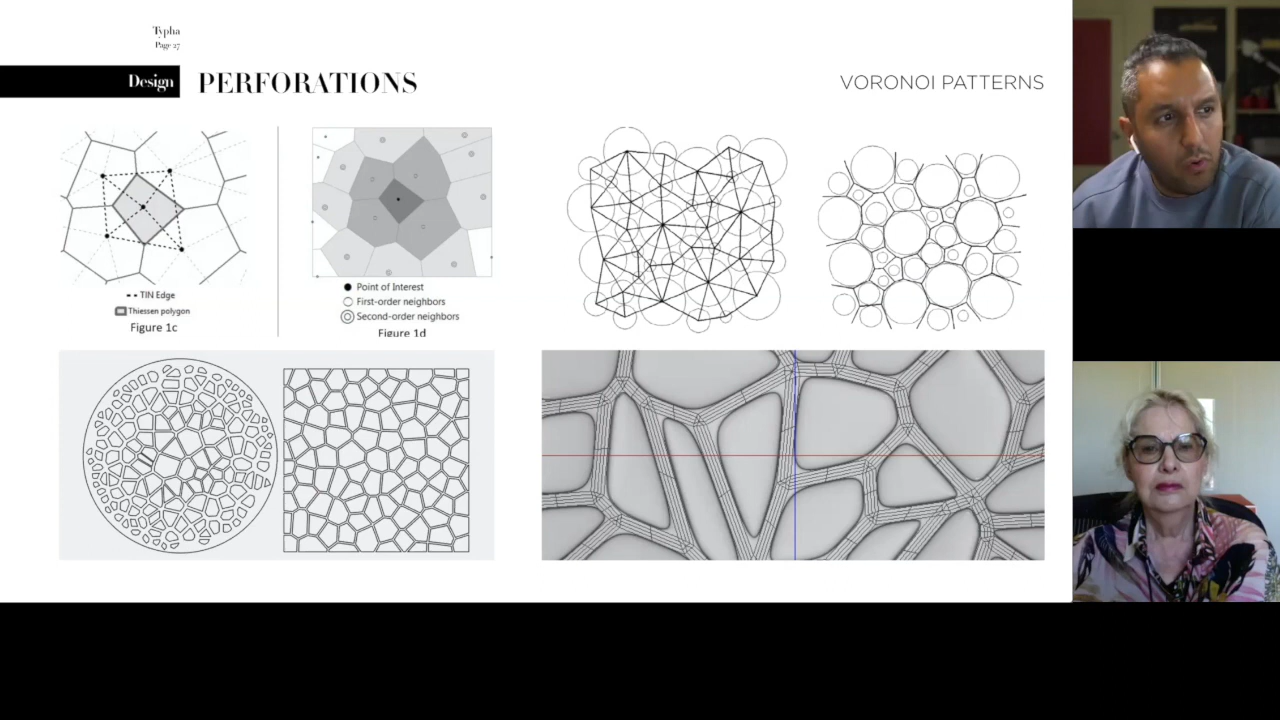 Typha
Page 27
Design
PERFORATIONS
VORONOI PATTERNS
TIN Edge
Thiessen polygon
Figure 1c
Point of Interest
First-order neighbors
Second-order neighbors
Figure 1d